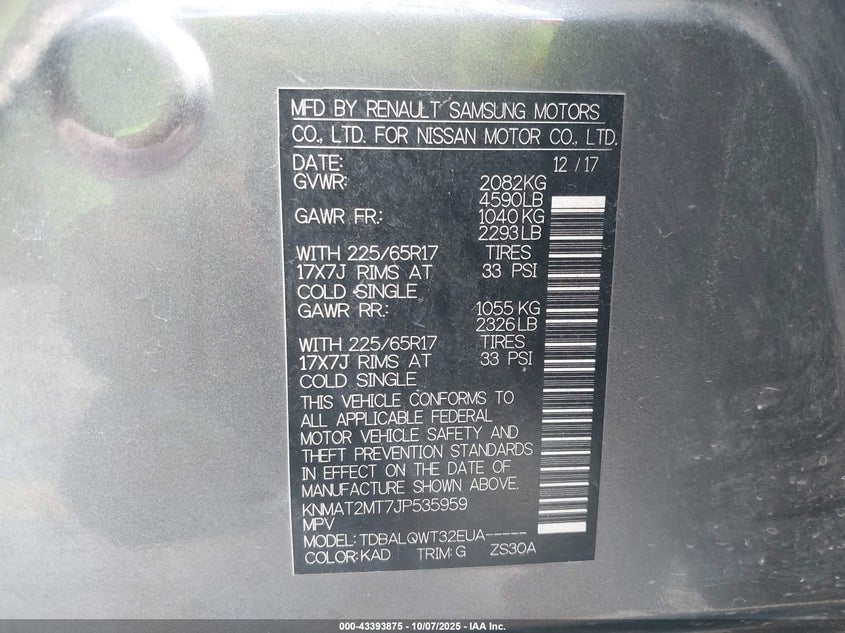 MFD BY RENAULT SAMSUNG MOTORS
CO., LTD. FOR NISSAN MOTOR CO., LTD.
DATE: 12 / 17
GVWR: 2082KG
4590LB
GAWR FR.: 1040KG
2293LB
WITH 225/65R17 TIRES
17X7J RIMS AT 33 PSI
COLD SINGLE
GAWR RR.: 1055KG
2326LB
WITH 225/65R17 TIRES
17X7J RIMS AT 33 PSI
COLD SINGLE
THIS VEHICLE CONFORMS TO
ALL APPLICABLE FEDERAL
MOTOR VEHICLE SAFETY AND
THEFT PREVENTION STANDARDS
IN EFFECT ON THE DATE OF
MANUFACTURE SHOWN ABOVE.
KNMAT2MT7JP535959
MPV
MODEL: TDBALQWT32EUA-----
COLOR: KAD TRIM: G ZS30A
000-43393875 - 10/07/2025 - IAA Inc.